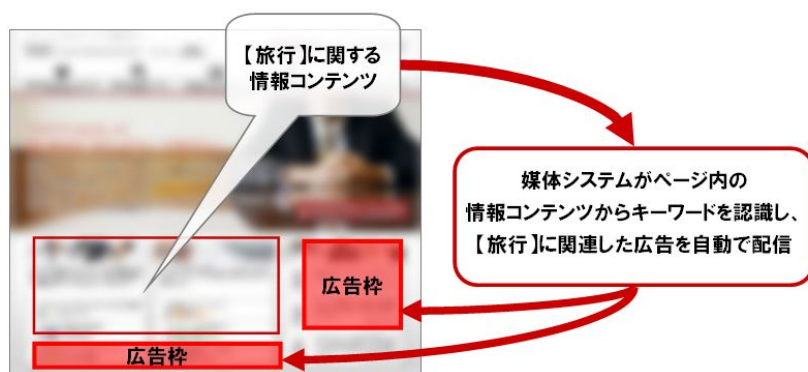 【旅行】に関する
情報コンテンツ
媒体システムがページ内の
情報コンテンツからキーワードを認識し、
【旅行】に関連した広告を自動で配信
広告枠
広告枠